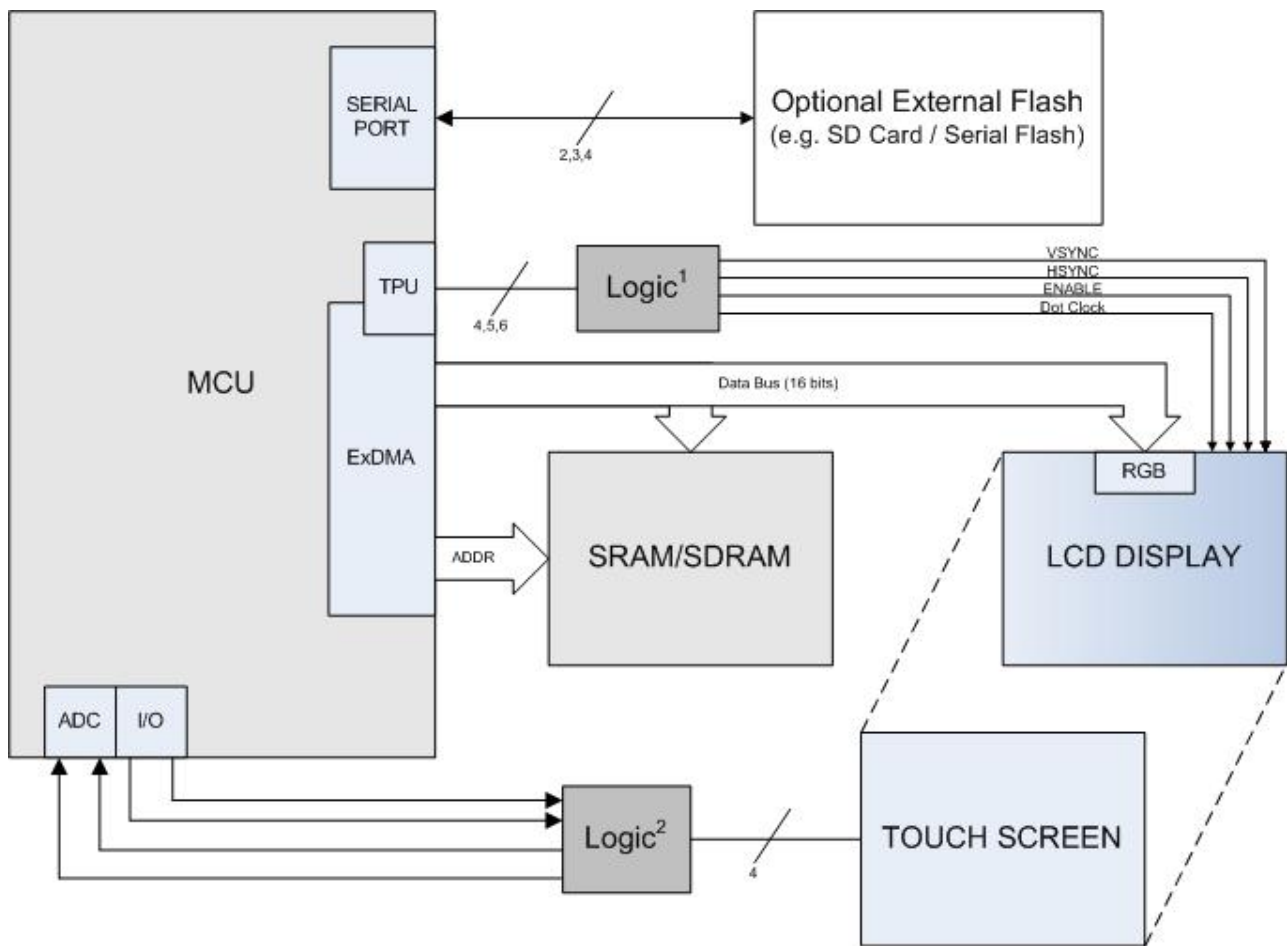 SERIAL
PORT
Optional External Flash
(e.g. SD Card / Serial Flash)
2,3,4
TPU
Logic¹
4,5,6
VSYNC
HSYNC
ENABLE
Dot Clock
MCU
Data Bus (16 bits)
ExDMA
RGB
ADDR
SRAM/SDRAM
LCD DISPLAY
ADC
I/O
Logic²
4
TOUCH SCREEN